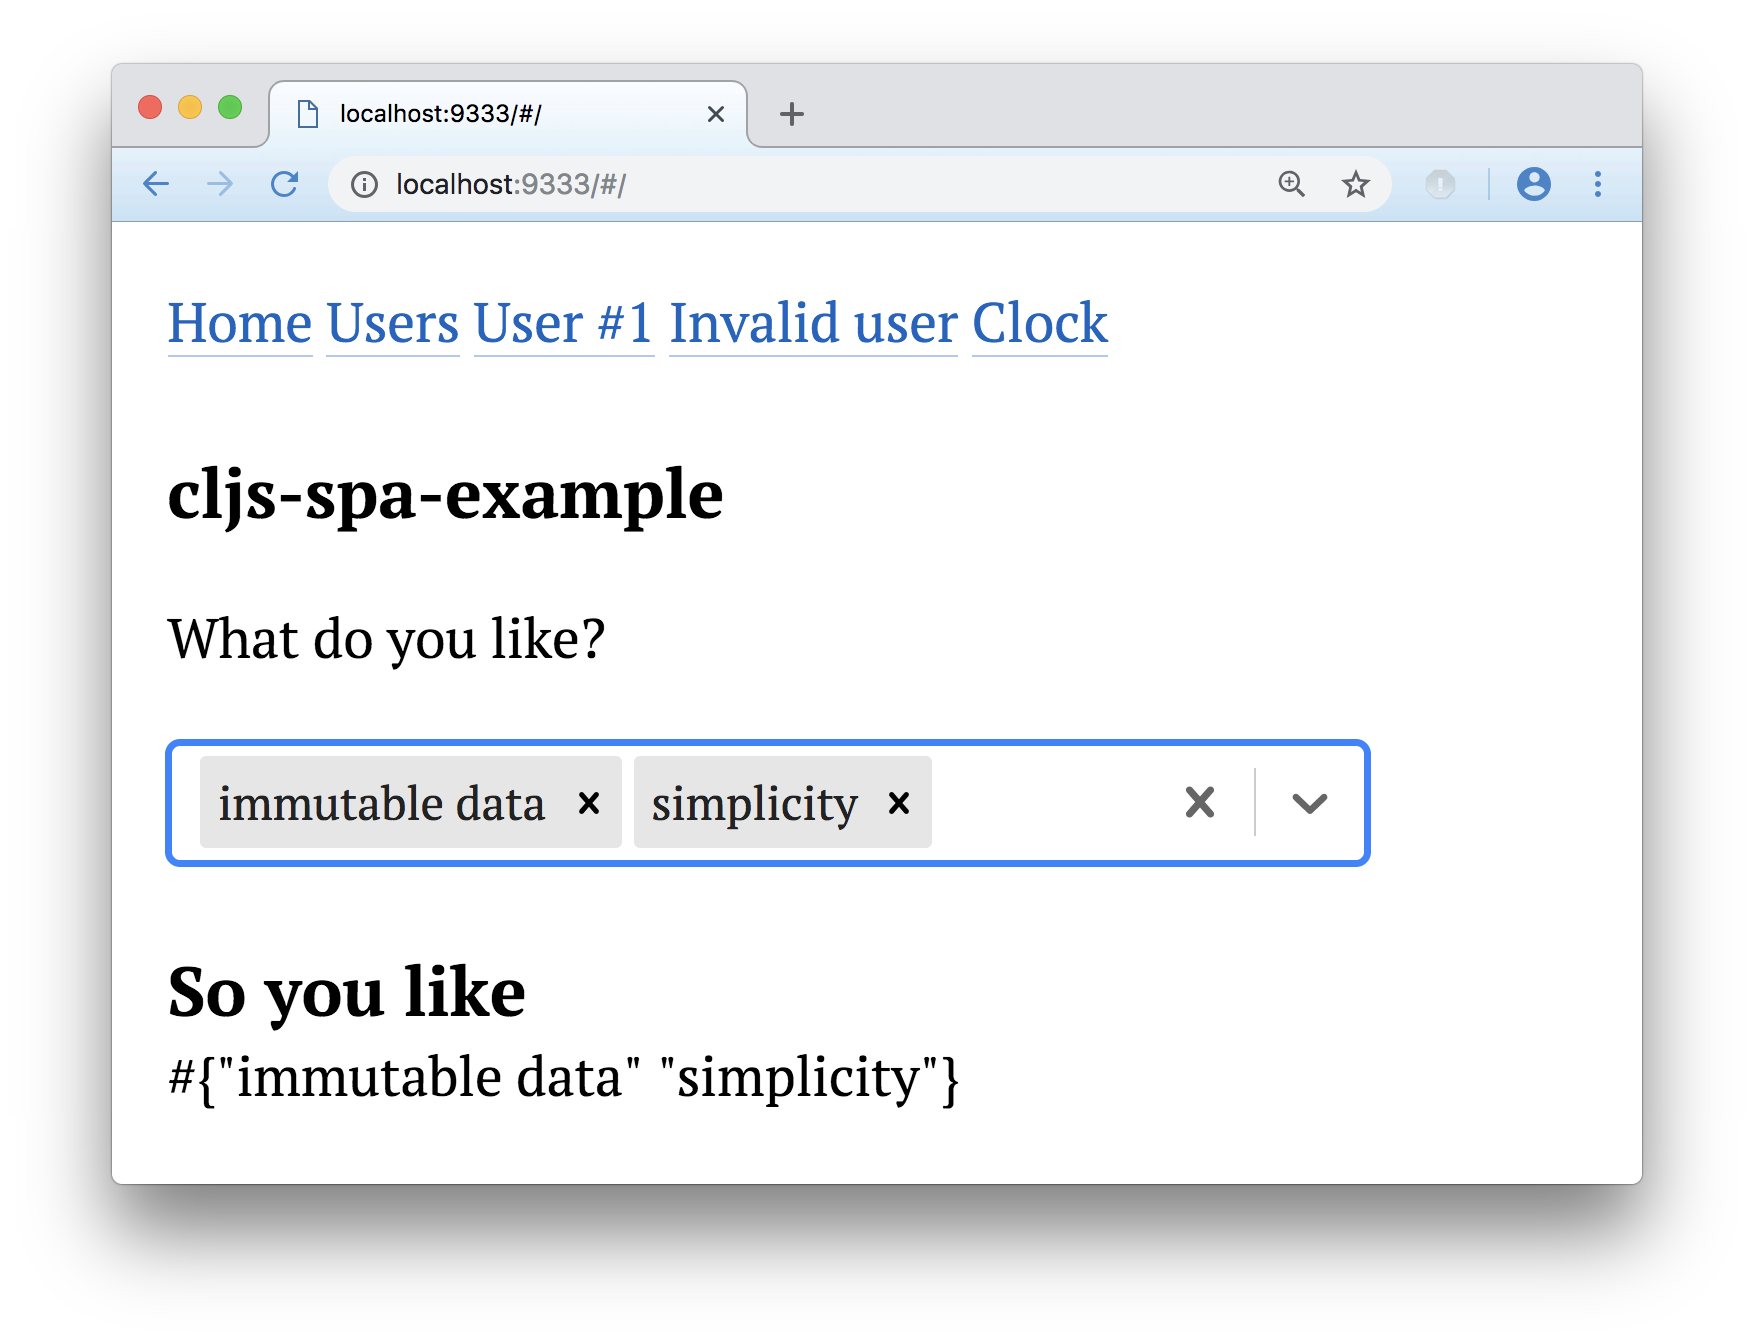 localhost:9333/#/
localhost:9333/#/
Home Users User #1 Invalid user Clock
cljs-spa-example
What do you like?
immutable data simplicity
So you like
#{"immutable data" "simplicity"}